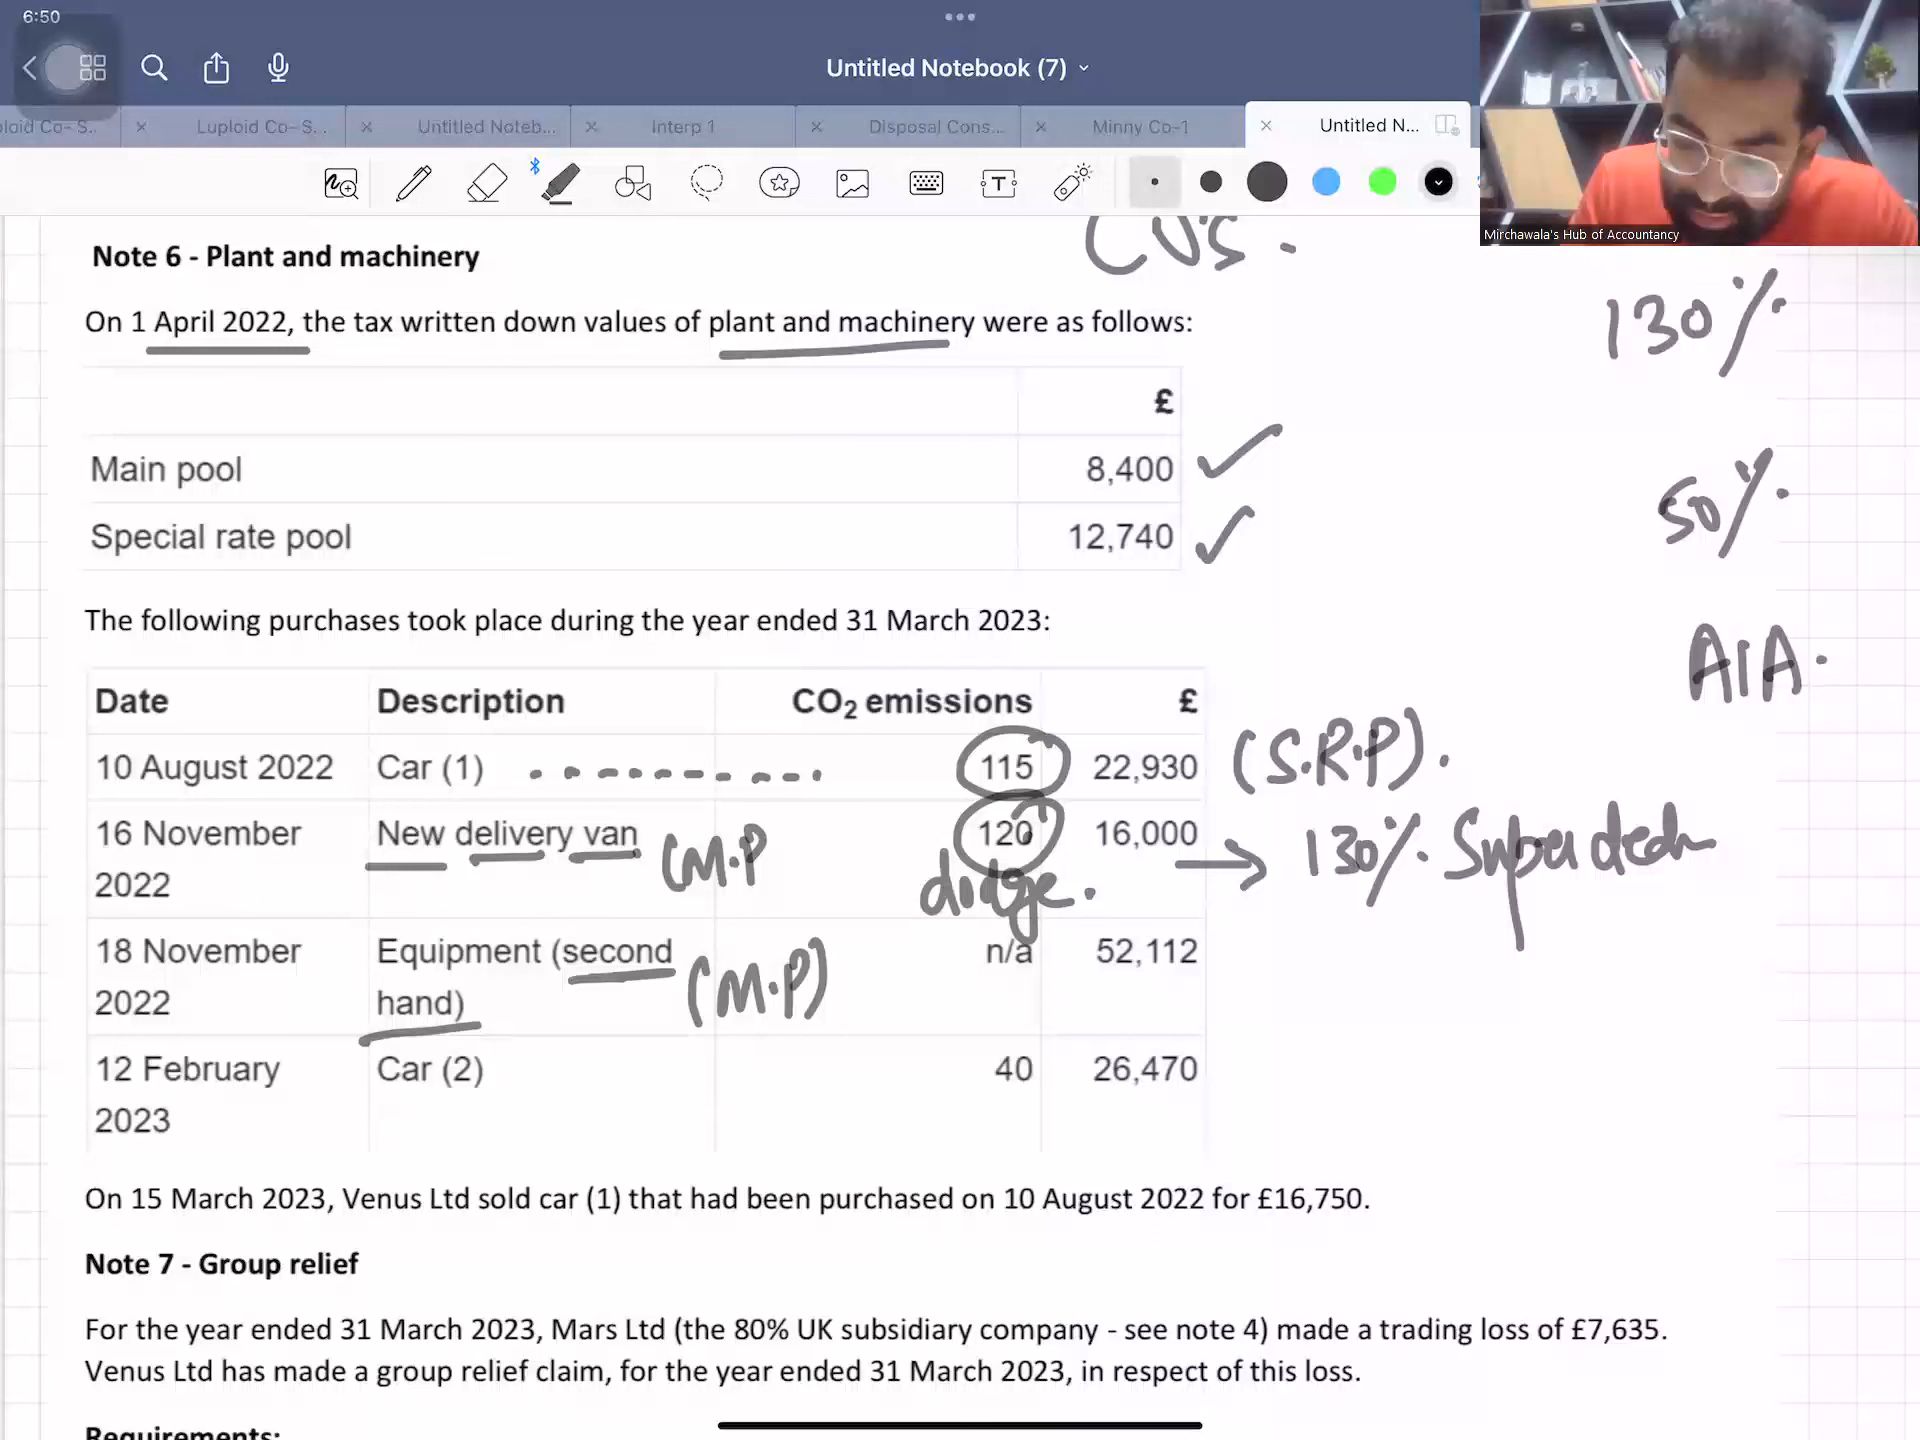 6:50
Untitled Notebook (7)
loid Co- S..
Luploid Co- S...
Untitled Noteb...
Interp 1
Disposal Cons...
Minny Co-1
Untitled N...
Mirchawala's Hub of Accountancy
Note 6 - Plant and machinery
130%
On 1 April 2022, the tax written down values of plant and machinery were as follows:
£
Main pool 8,400
50%
Special rate pool 12,740
The following purchases took place during the year ended 31 March 2023:
AIA.
Date Description CO₂ emissions £
10 August 2022 Car (1) 115 22,930 (S.R.P).
16 November 2022 New delivery van (M.P 120 16,000 → 130%. Super
18 November 2022 Equipment (second hand) (M.P) n/a 52,112
12 February 2023 Car (2) 40 26,470
On 15 March 2023, Venus Ltd sold car (1) that had been purchased on 10 August 2022 for £16,750.
Note 7 - Group relief
For the year ended 31 March 2023, Mars Ltd (the 80% UK subsidiary company - see note 4) made a trading loss of £7,635.
Venus Ltd has made a group relief claim, for the year ended 31 March 2023, in respect of this loss.
Requirements: